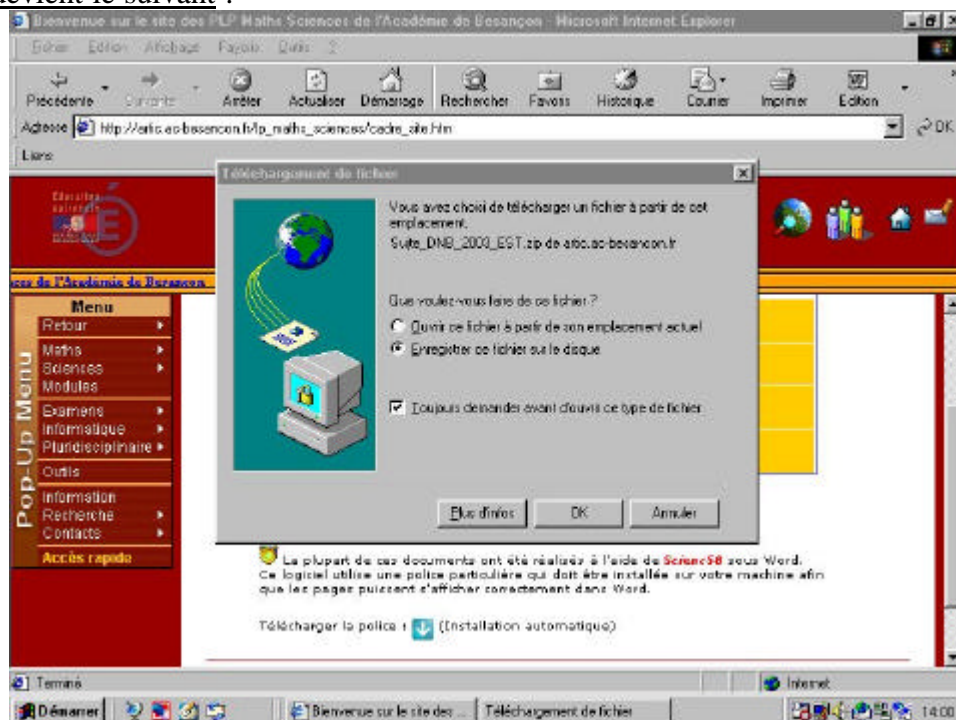 devient le suivant :
Bienvenue sur le site des PLP Maths Sciences de l'Académie de Besançon - Microsoft Internet Explorer
Fichier Edition Affichage Favoris Outils ?
Précédente Suivante Arrêter Actualiser Démarrage Rechercher Favoris Historique Courrier Imprimer Edition
Adresse http://artic.ac-besancon.fr/lp_maths_sciences/cadre_site.htm OK
Liens
Téléchargement de fichier
Vous avez choisi de télécharger un fichier à partir de cet
emplacement.
Suite_DNB_2003_EST.zip de artic.ac-besancon.fr
Que voulez-vous faire de ce fichier ?
Ouvrir ce fichier à partir de son emplacement actuel
Enregistrer ce fichier sur le disque
Toujours demander avant d'ouvrir ce type de fichier
Plus d'infos OK Annuler
ces de l'Académie de Besançon
Pop-Up Menu
Menu
Retour
Maths
Sciences
Modules
Examens
Informatique
Pluridisciplinaire
Outils
Information
Recherche
Contacts
Accès rapide
La plupart de ces documents ont été réalisés à l'aide de Scienc58 sous Word.
Ce logiciel utilise une police particulière qui doit être installée sur votre machine afin
que les pages puissent s'afficher correctement dans Word.
Télécharger la police : (Installation automatique)
Terminé Internet
Démarrer Bienvenue sur le site des ... Téléchargement de fichier 14:00